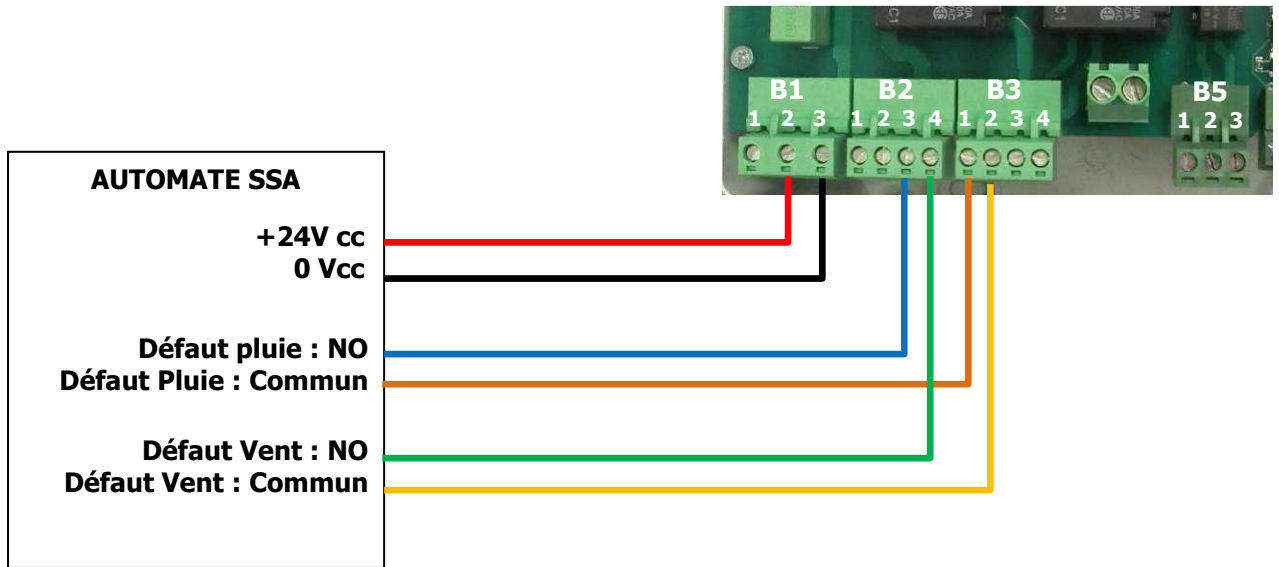 B1 B2 B3 B5
1 2 3 1 2 3 4 1 2 3 4 1 2 3
AUTOMATE SSA
+24V cc
0 Vcc
Défaut pluie : NO
Défaut Pluie : Commun
Défaut Vent : NO
Défaut Vent : Commun